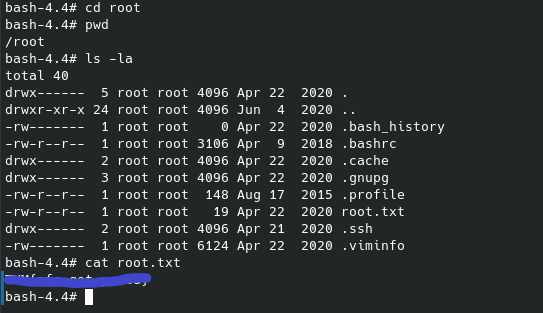 bash-4.4# cd root
bash-4.4# pwd
/root
bash-4.4# ls -la
total 40
drwx------  5 root root 4096 Apr 22  2020 .
drwxr-xr-x 24 root root 4096 Jun  4  2020 ..
-rw-------  1 root root    0 Apr 22  2020 .bash_history
-rw-r--r--  1 root root 3106 Apr  9  2018 .bashrc
drwx------  2 root root 4096 Apr 22  2020 .cache
drwx------  3 root root 4096 Apr 22  2020 .gnupg
-rw-r--r--  1 root root  148 Aug 17  2015 .profile
-rw-r--r--  1 root root   19 Apr 22  2020 root.txt
drwx------  2 root root 4096 Apr 21  2020 .ssh
-rw-------  1 root root 6124 Apr 22  2020 .viminfo
bash-4.4# cat root.txt
bash-4.4#